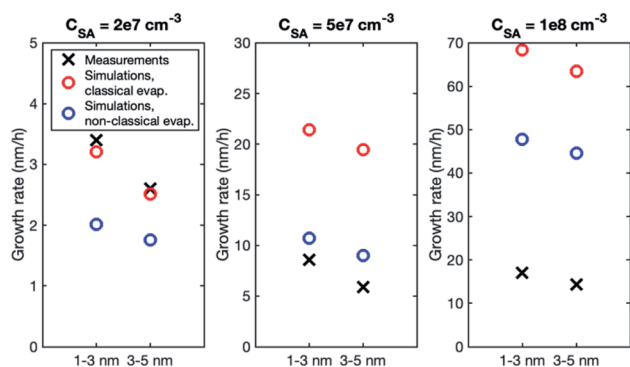 C_SA = 2e7 cm^-3
Growth rate (nm/h)
5
4
3
2
1
0
Measurements
Simulations,
classical evap.
Simulations,
non-classical evap.
1-3 nm 3-5 nm
C_SA = 5e7 cm^-3
Growth rate (nm/h)
30
25
20
15
10
5
0
1-3 nm 3-5 nm
C_SA = 1e8 cm^-3
Growth rate (nm/h)
70
60
50
40
30
20
10
0
1-3 nm 3-5 nm